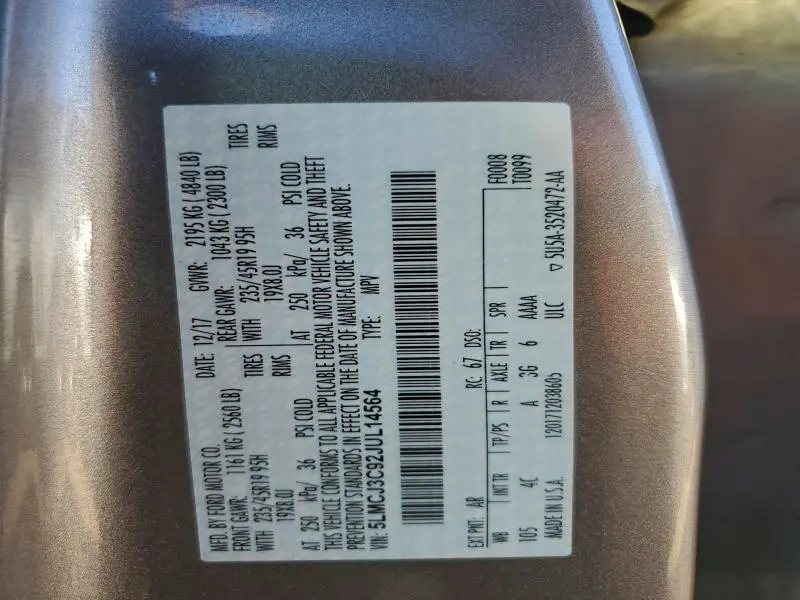 MFD. BY FORD MOTOR CO.
DATE: 12/17 GVWR: 2195 KG ( 4840 LB)
FRONT GAWR: 1161 KG ( 2560 LB)
REAR GAWR: 1043 KG ( 2300 LB)
WITH 235/45R19 95H TIRES
WITH 235/45R19 95H TIRES
19X8.0J RIMS
19X8.0J RIMS
AT 250 kPa/ 36 PSI COLD
AT 250 kPa/ 36 PSI COLD
THIS VEHICLE CONFORMS TO ALL APPLICABLE FEDERAL MOTOR VEHICLE SAFETY AND THEFT
PREVENTION STANDARDS IN EFFECT ON THE DATE OF MANUFACTURE SHOWN ABOVE.
VIN: 5LMCJ3C92JUL14564 TYPE: MPV
F0008
EXT PNT: AR RC: 67 DSO: T0099
WB INT TR TP/PS R AXLE TR SPR
105 4C A 3G 6 AAAA
MADE IN U.S.A. 1201712038605 ULC ▽ 5U5A-3520472-AA